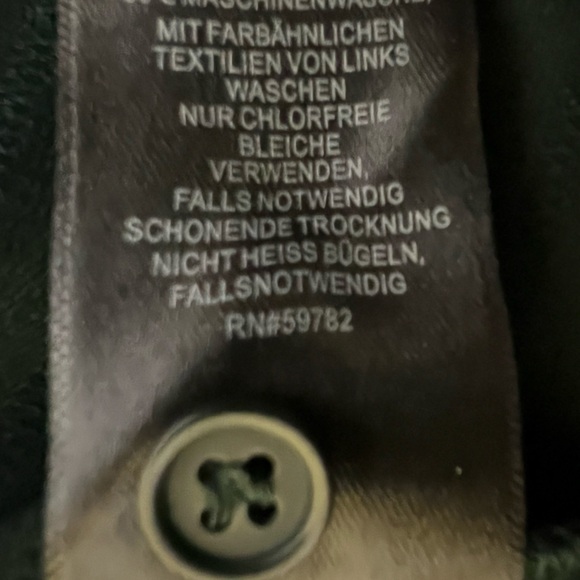 MASCHINENWÄSCHE,
MIT FARBÄHNLICHEN
TEXTILIEN VON LINKS
WASCHEN
NUR CHLORFREIE
BLEICHE
VERWENDEN,
FALLS NOTWENDIG
SCHONENDE TROCKNUNG
NICHT HEISS BÜGELN,
FALLSNOTWENDIG
RN#59782